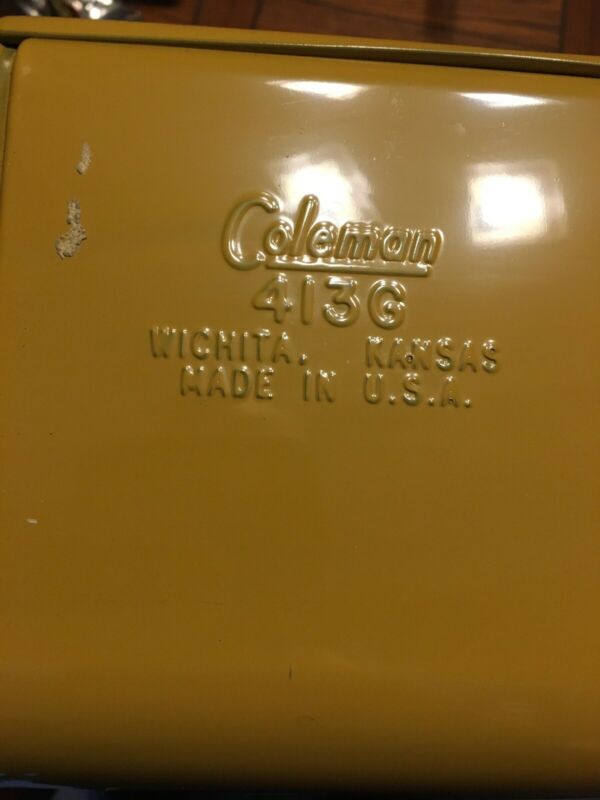 Coleman
413G
WICHITA, KANSAS
MADE IN U.S.A.